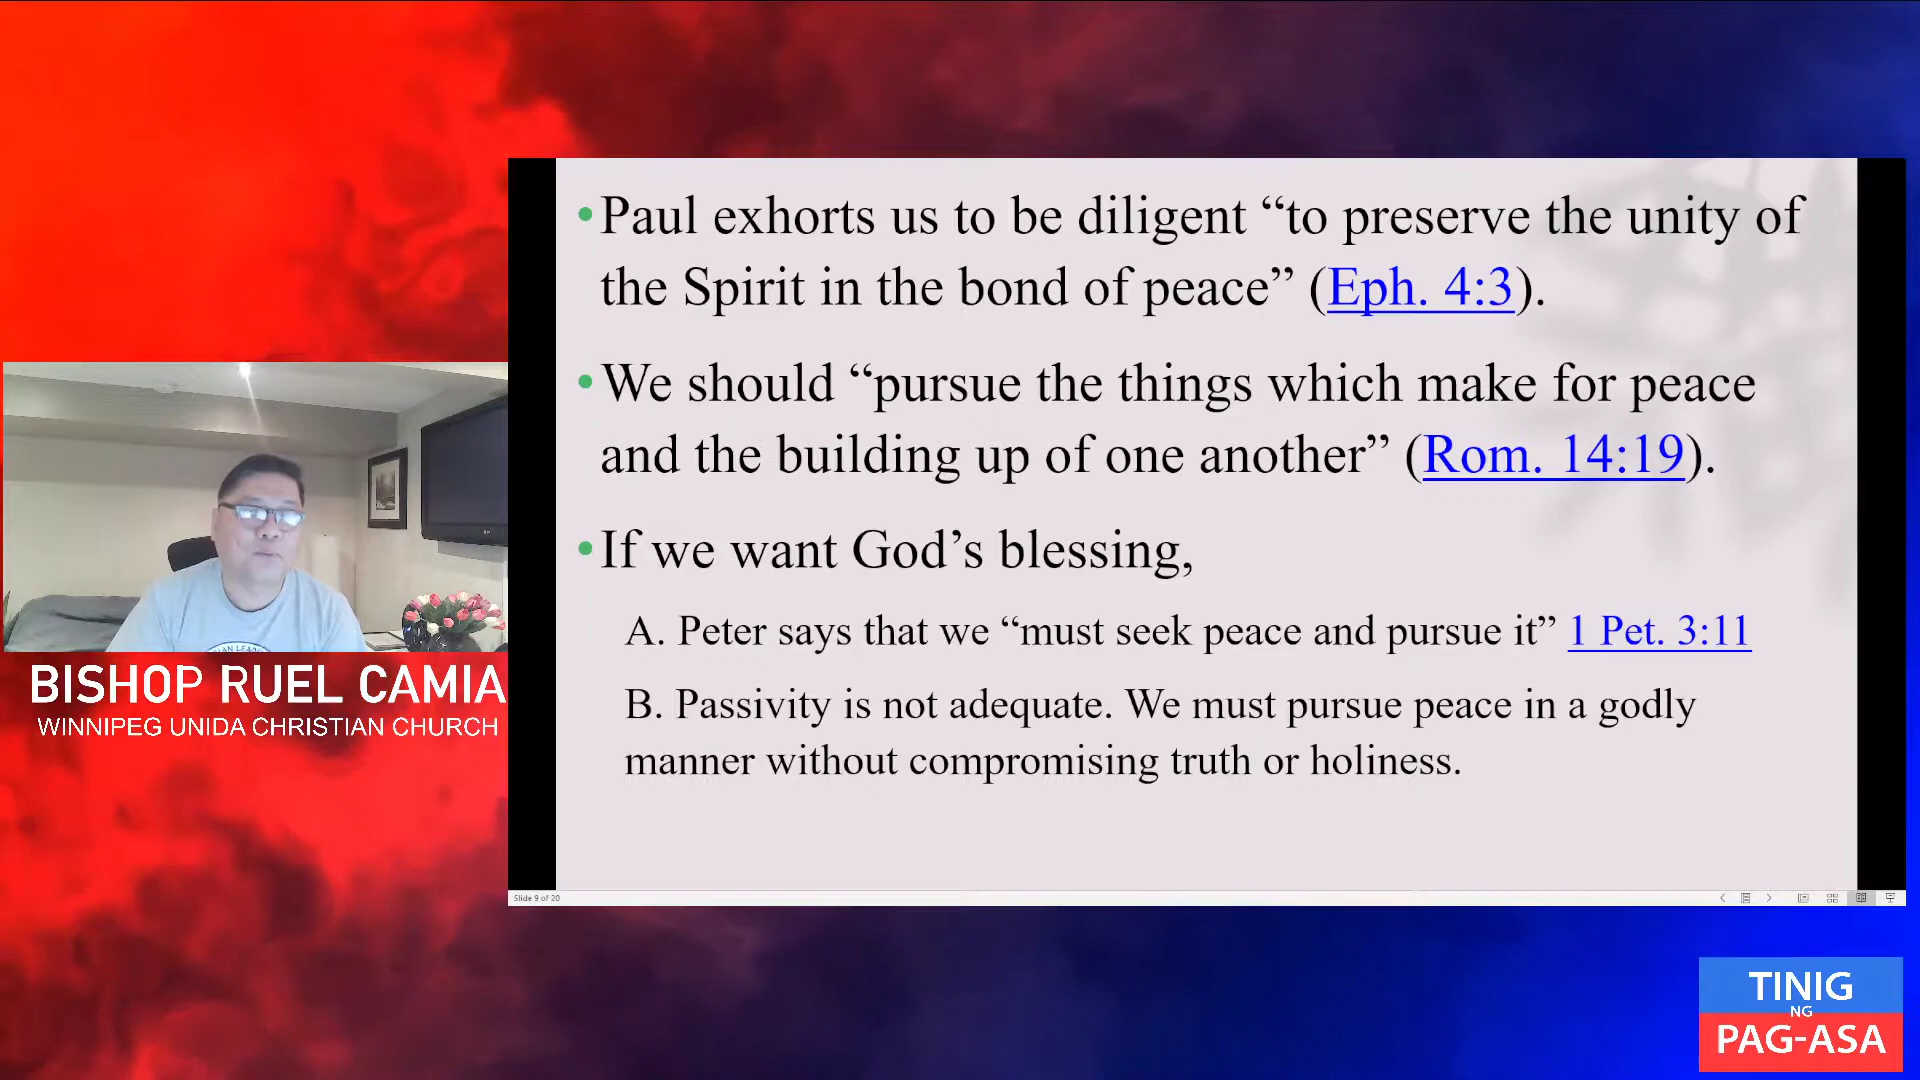 •Paul exhorts us to be diligent “to preserve the unity of
the Spirit in the bond of peace” (Eph. 4:3).
•We should “pursue the things which make for peace
and the building up of one another” (Rom. 14:19).
•If we want God’s blessing,
A. Peter says that we “must seek peace and pursue it” 1 Pet. 3:11
B. Passivity is not adequate. We must pursue peace in a godly
manner without compromising truth or holiness.
Slide 9 of 20
BISHOP RUEL CAMIA
WINNIPEG UNIDA CHRISTIAN CHURCH
TINIG
NG
PAG-ASA